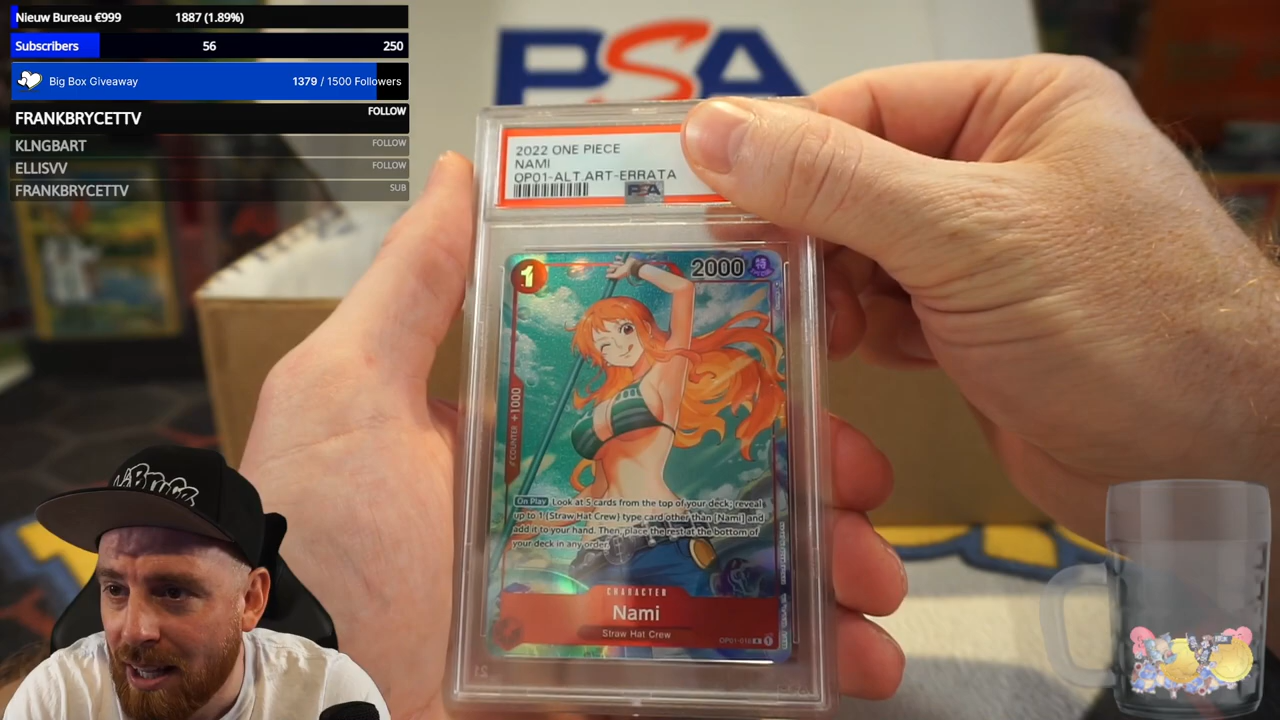 Nieuw Bureau €999 1887 (1.89%)
Subscribers 56 250
Big Box Giveaway 1379 / 1500 Followers
FRANKBRYCETTV FOLLOW
KLNGBART FOLLOW
ELLISVV FOLLOW
FRANKBRYCETTV SUB
PSA
2022 ONE PIECE
NAMI
OP01-ALT.ART-ERRATA
PSA
1 2000 特
COUNTER +1000
On Play Look at 5 cards from the top of your deck; reveal
up to 1 {Straw Hat Crew} type card other than [Nami] and
add it to your hand. Then, place the rest at the bottom of
your deck in any order.
CHARACTER
Nami
Straw Hat Crew
OP01-016 R 1